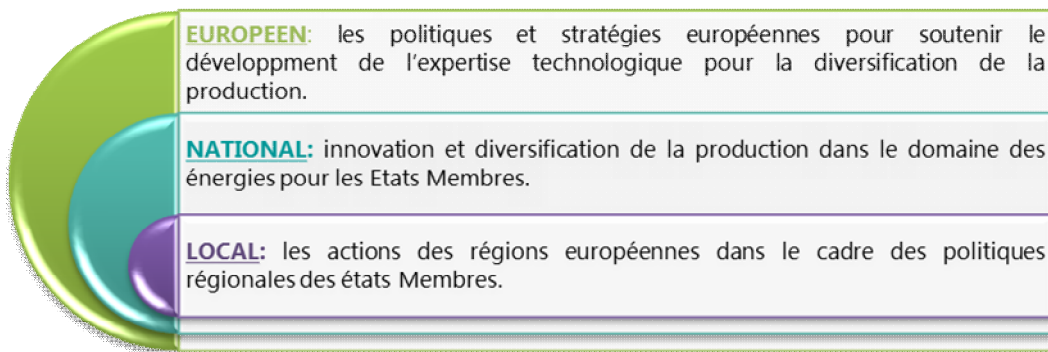 EUROPEEN: les politiques et stratégies européennes pour soutenir le
développment de l'expertise technologique pour la diversification de la
production.
NATIONAL: innovation et diversification de la production dans le domaine des
énergies pour les Etats Membres.
LOCAL: les actions des régions européennes dans le cadre des politiques
régionales des états Membres.